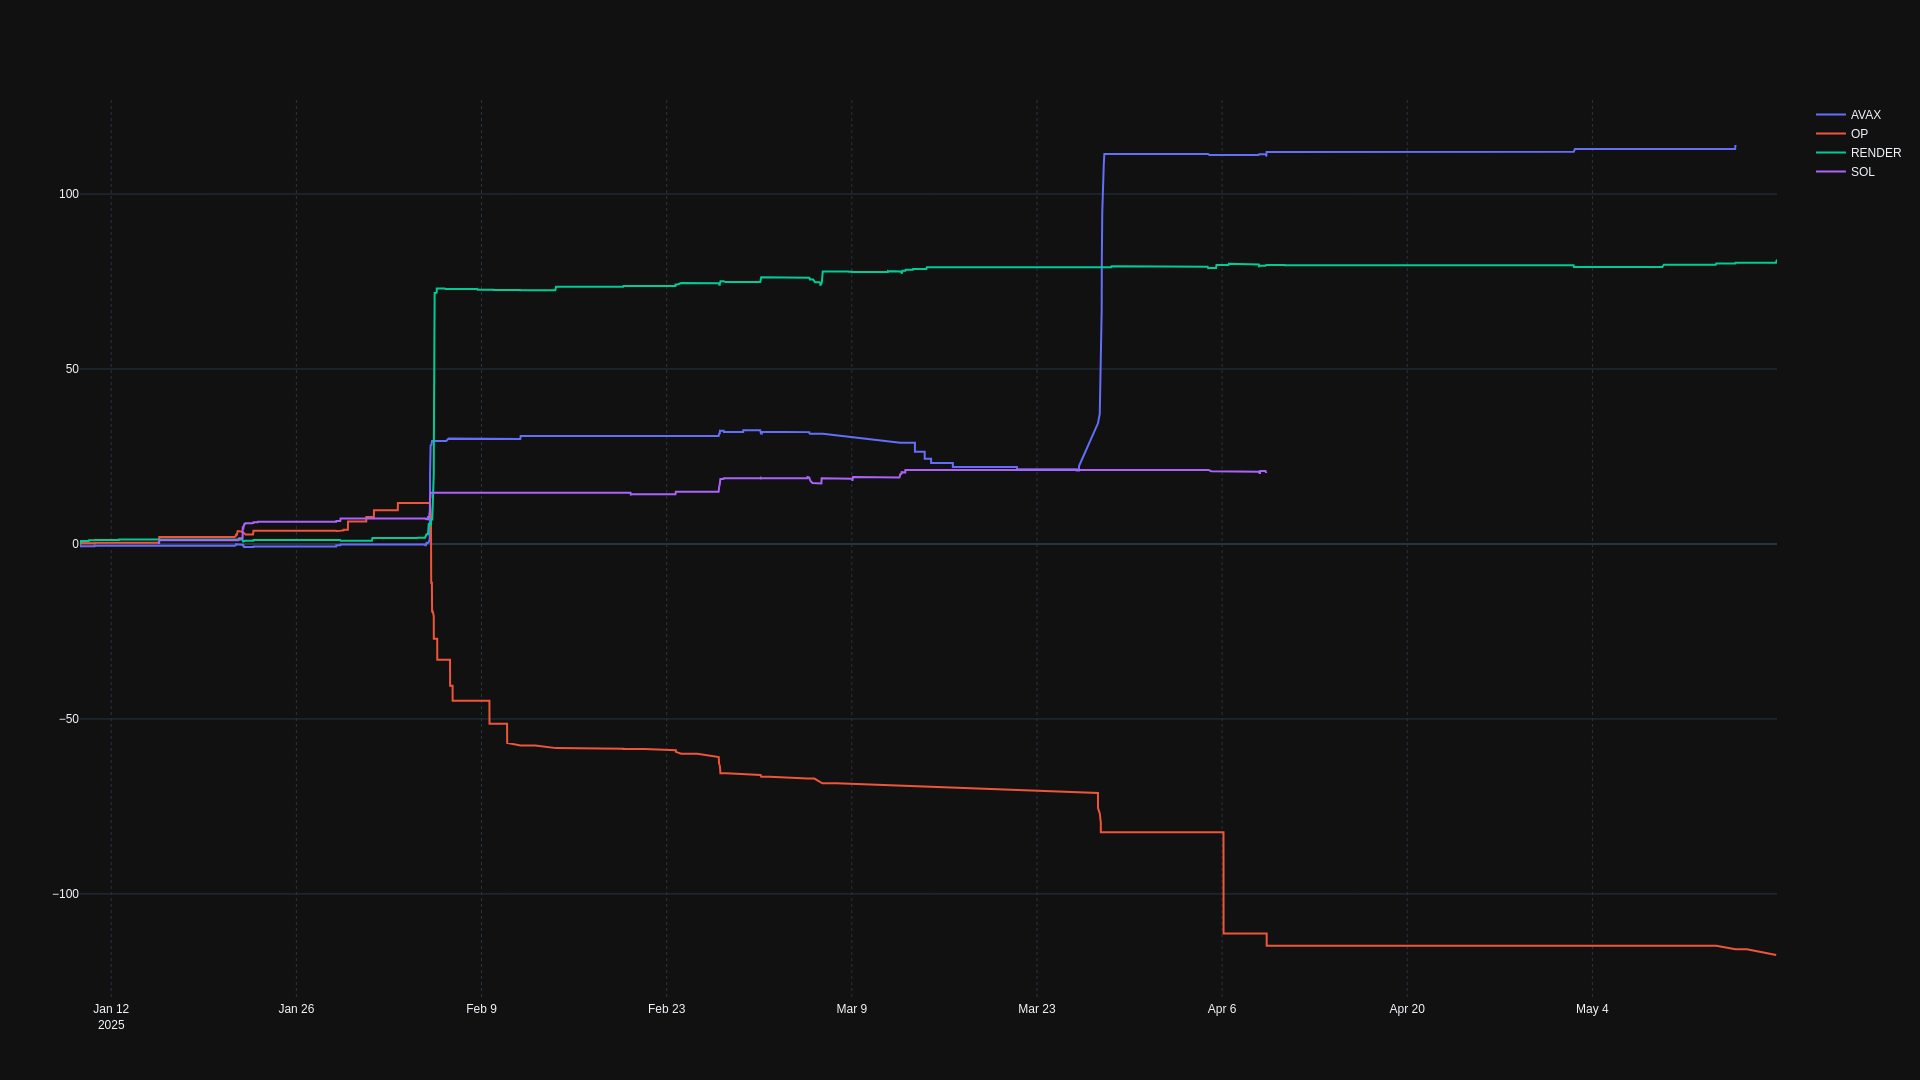 AVAX
OP
RENDER
SOL
100
50
0
−50
−100
Jan 12
2025
Jan 26
Feb 9
Feb 23
Mar 9
Mar 23
Apr 6
Apr 20
May 4